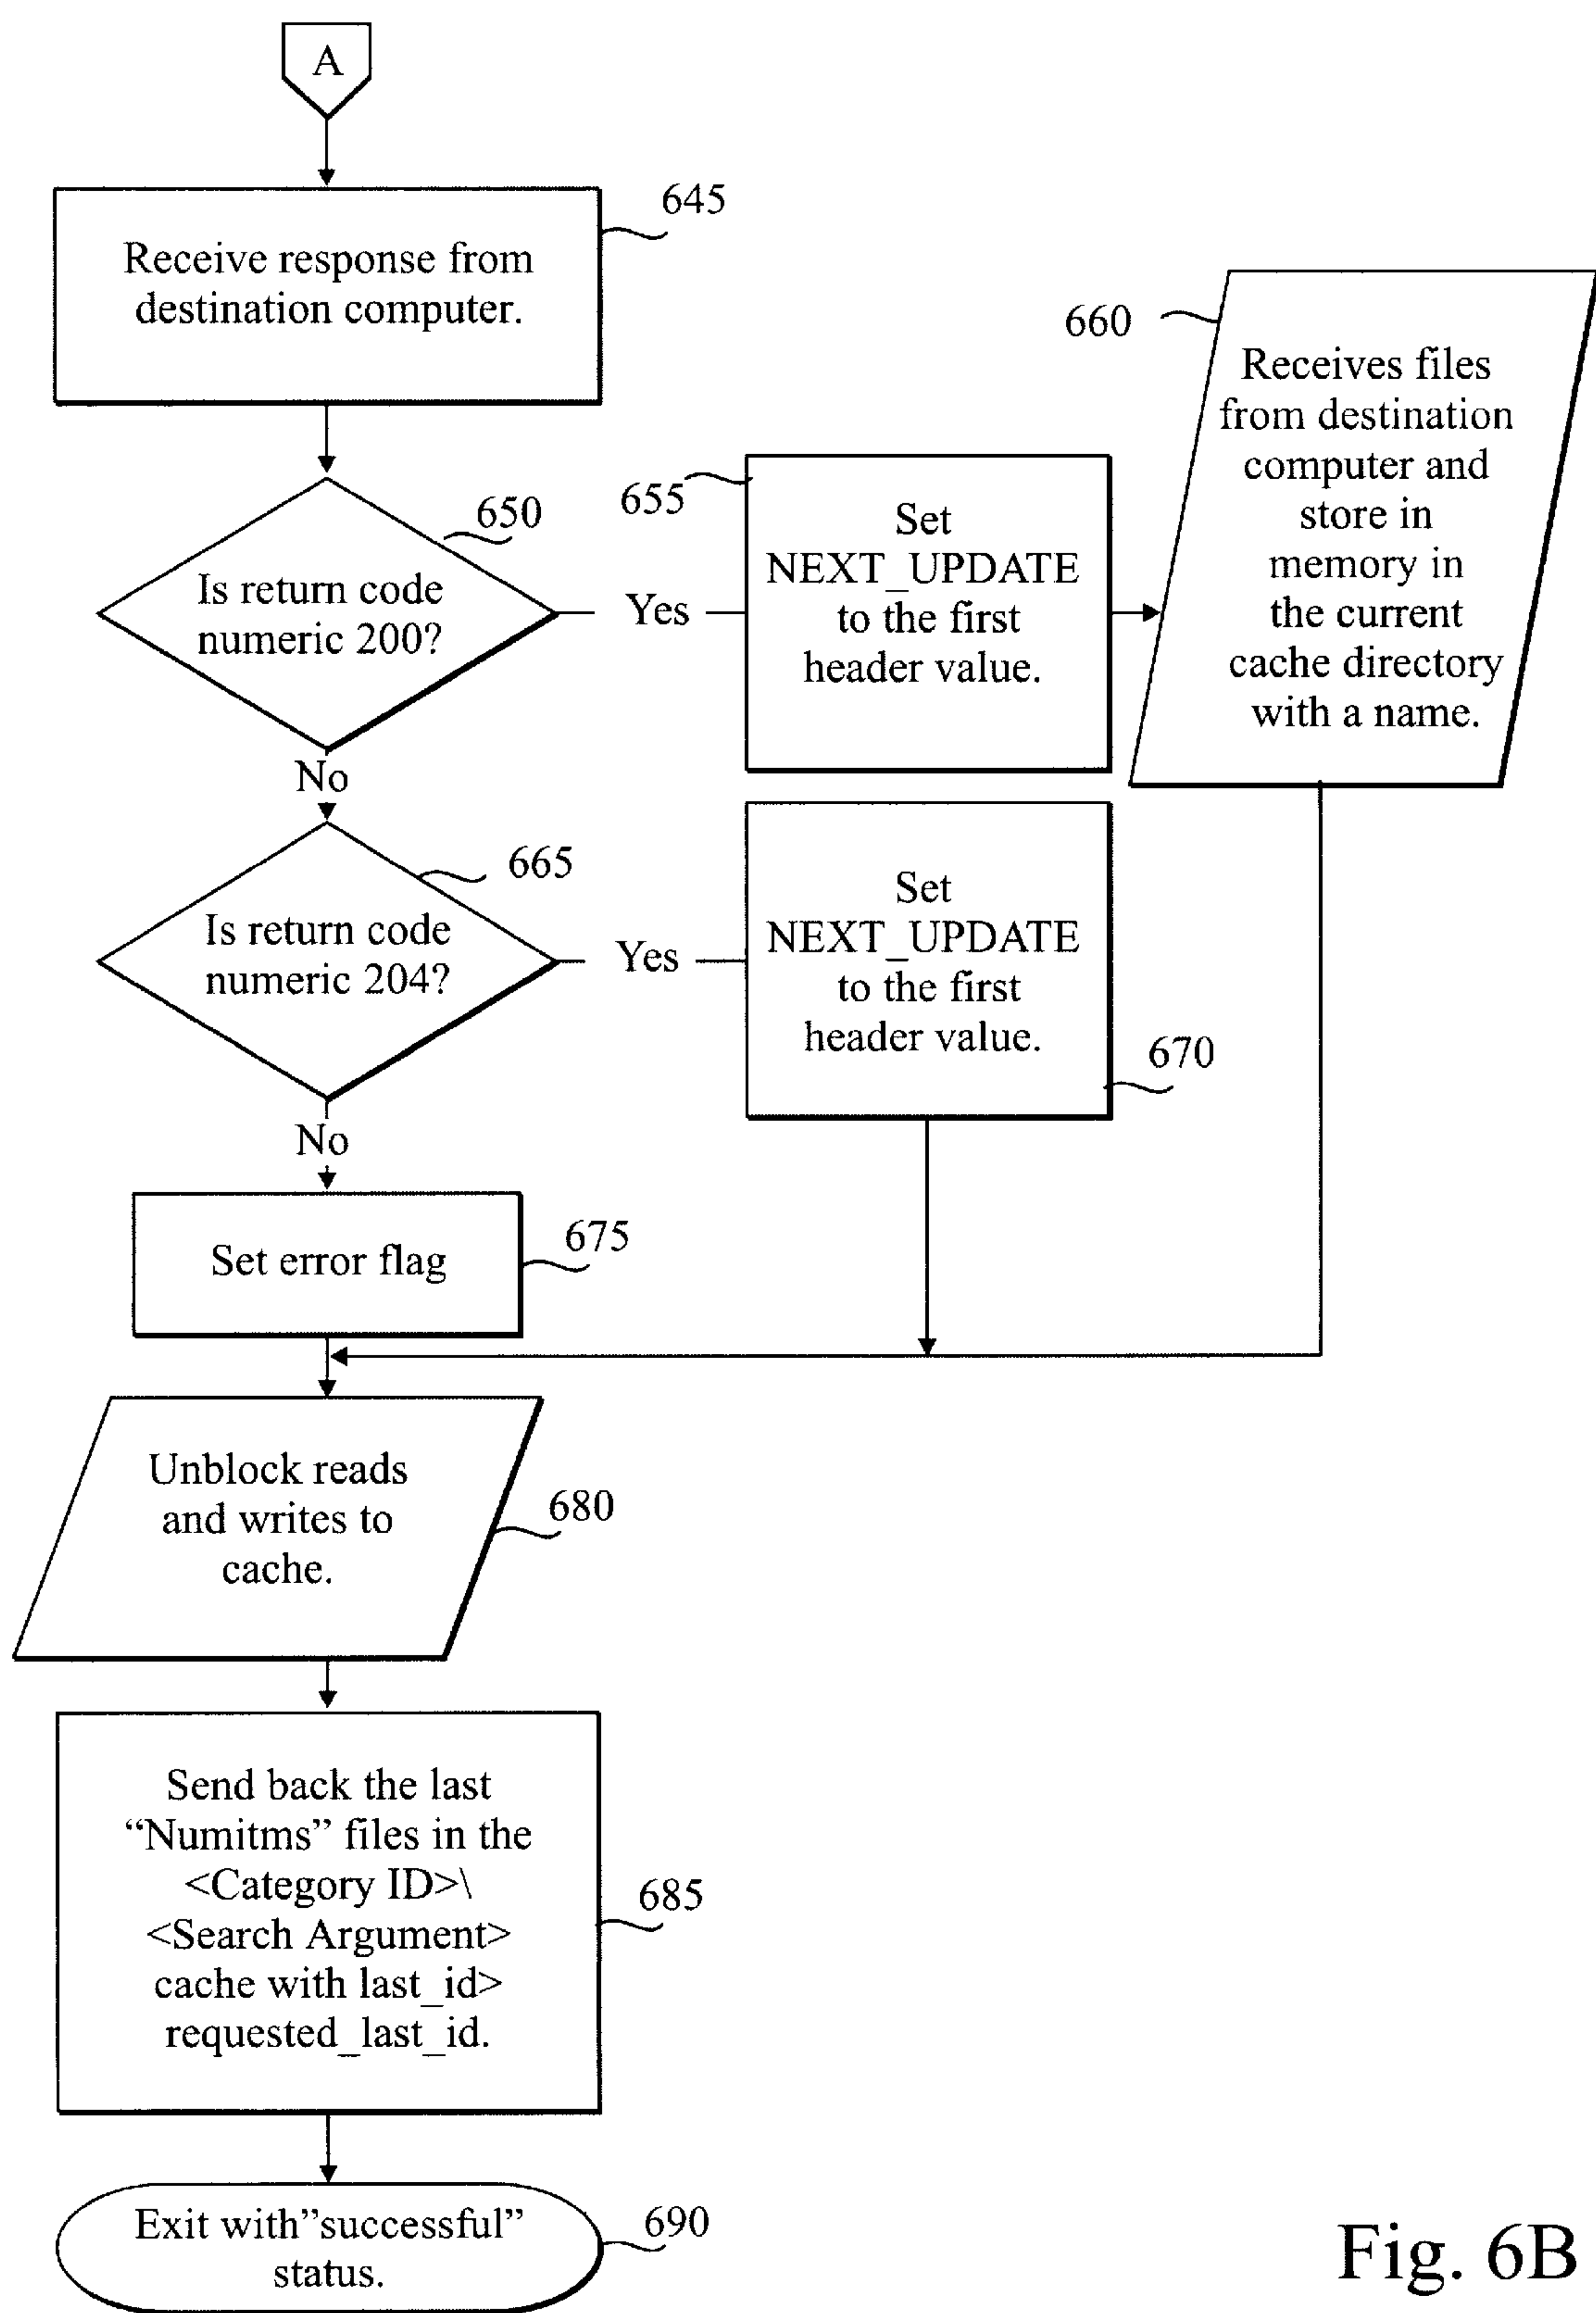 A
645
Receive response from
destination computer.
660
Receives files
from destination
computer and
store in
memory in
the current
cache directory
with a name.
650
Is return code
numeric 200?
Yes
655
Set
NEXT_UPDATE
to the first
header value.
No
665
Is return code
numeric 204?
Yes
Set
NEXT_UPDATE
to the first
header value.
670
No
Set error flag
675
Unblock reads
and writes to
cache.
680
Send back the last
“Numitms” files in the
<Category ID>\
<Search Argument>
cache with last_id>
requested_last_id.
685
Exit with”successful”
status.
690
Fig. 6B